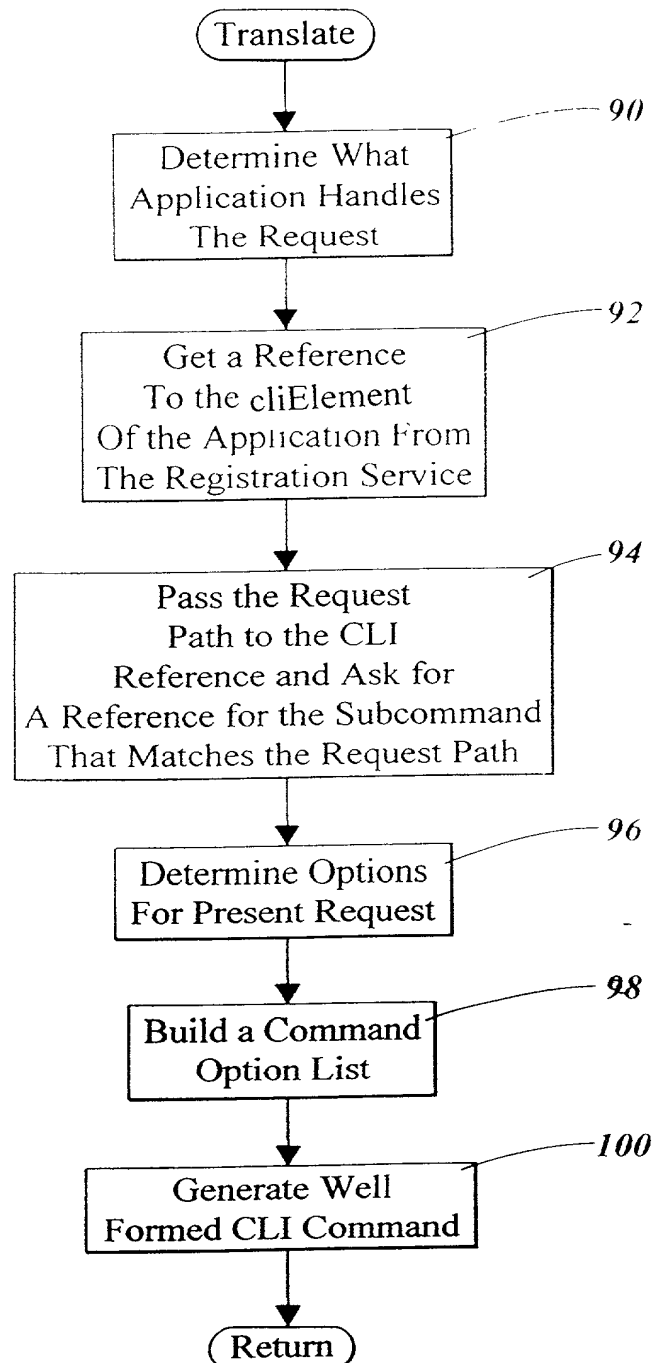 Translate
90
Determine What
Application Handles
The Request
92
Get a Reference
To the cliElement
Of the Application From
The Registration Service
94
Pass the Request
Path to the CLI
Reference and Ask for
A Reference for the Subcommand
That Matches the Request Path
96
Determine Options
For Present Request
98
Build a Command
Option List
100
Generate Well
Formed CLI Command
Return